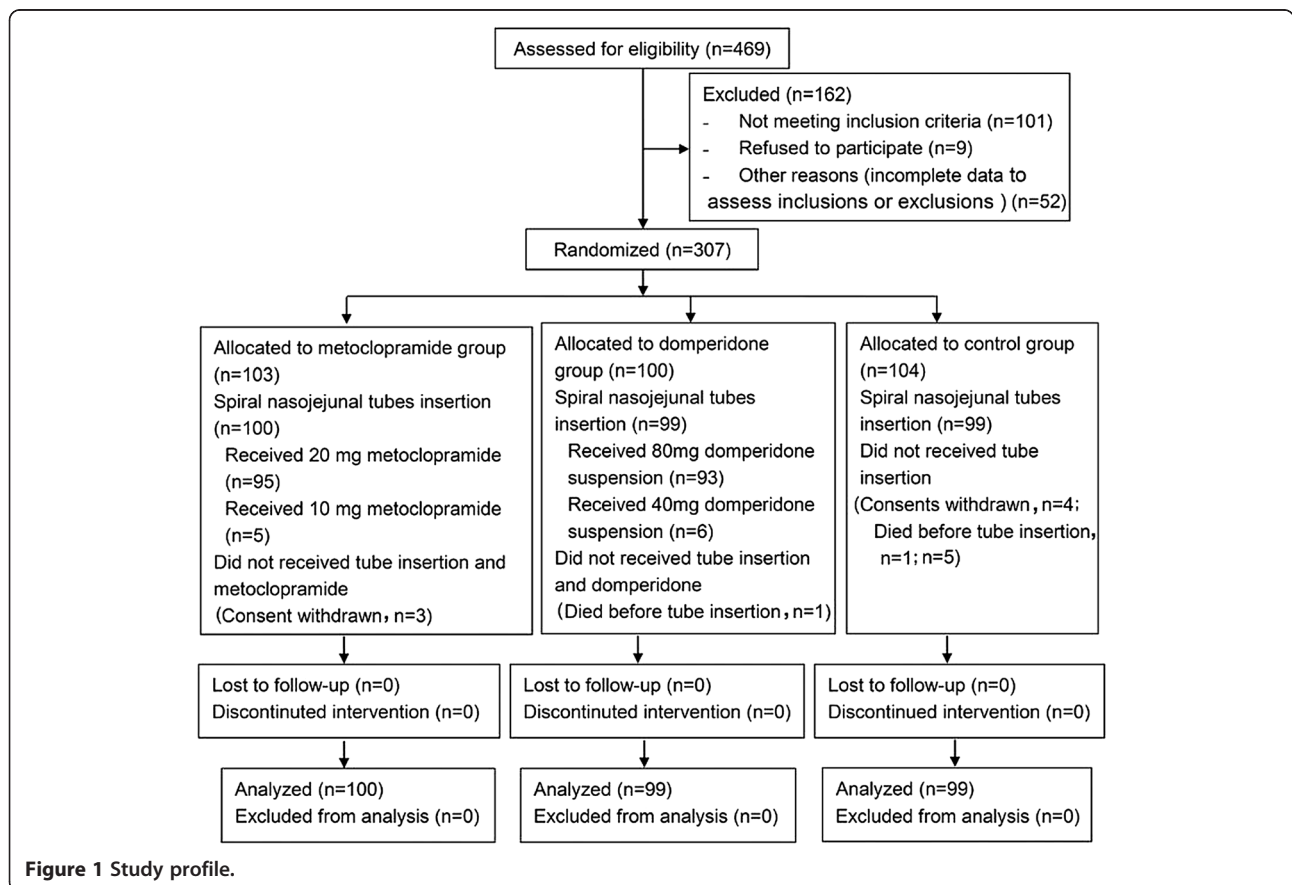 Assessed for eligibility (n=469)
Excluded (n=162)
- Not meeting inclusion criteria (n=101)
- Refused to participate (n=9)
- Other reasons (incomplete data to
assess inclusions or exclusions ) (n=52)
Randomized (n=307)
Allocated to metoclopramide group
(n=103)
Spiral nasojejunal tubes insertion
(n=100)
Received 20 mg metoclopramide
(n=95)
Received 10 mg metoclopramide
(n=5)
Did not received tube insertion and
metoclopramide
(Consent withdrawn, n=3)
Allocated to domperidone
group (n=100)
Spiral nasojejunal tubes
insertion (n=99)
Received 80mg domperidone
suspension (n=93)
Received 40mg domperidone
suspension (n=6)
Did not received tube insertion
and domperidone
(Died before tube insertion, n=1)
Allocated to control group
(n=104)
Spiral nasojejunal tubes
insertion (n=99)
Did not received tube
insertion
(Consents withdrawn, n=4;
Died before tube insertion,
n=1; n=5)
Lost to follow-up (n=0)
Discontinuted intervention (n=0)
Lost to follow-up (n=0)
Discontinuted intervention (n=0)
Lost to follow-up (n=0)
Discontinued intervention (n=0)
Analyzed (n=100)
Excluded from analysis (n=0)
Analyzed (n=99)
Excluded from analysis (n=0)
Analyzed (n=99)
Excluded from analysis (n=0)
Figure 1 Study profile.